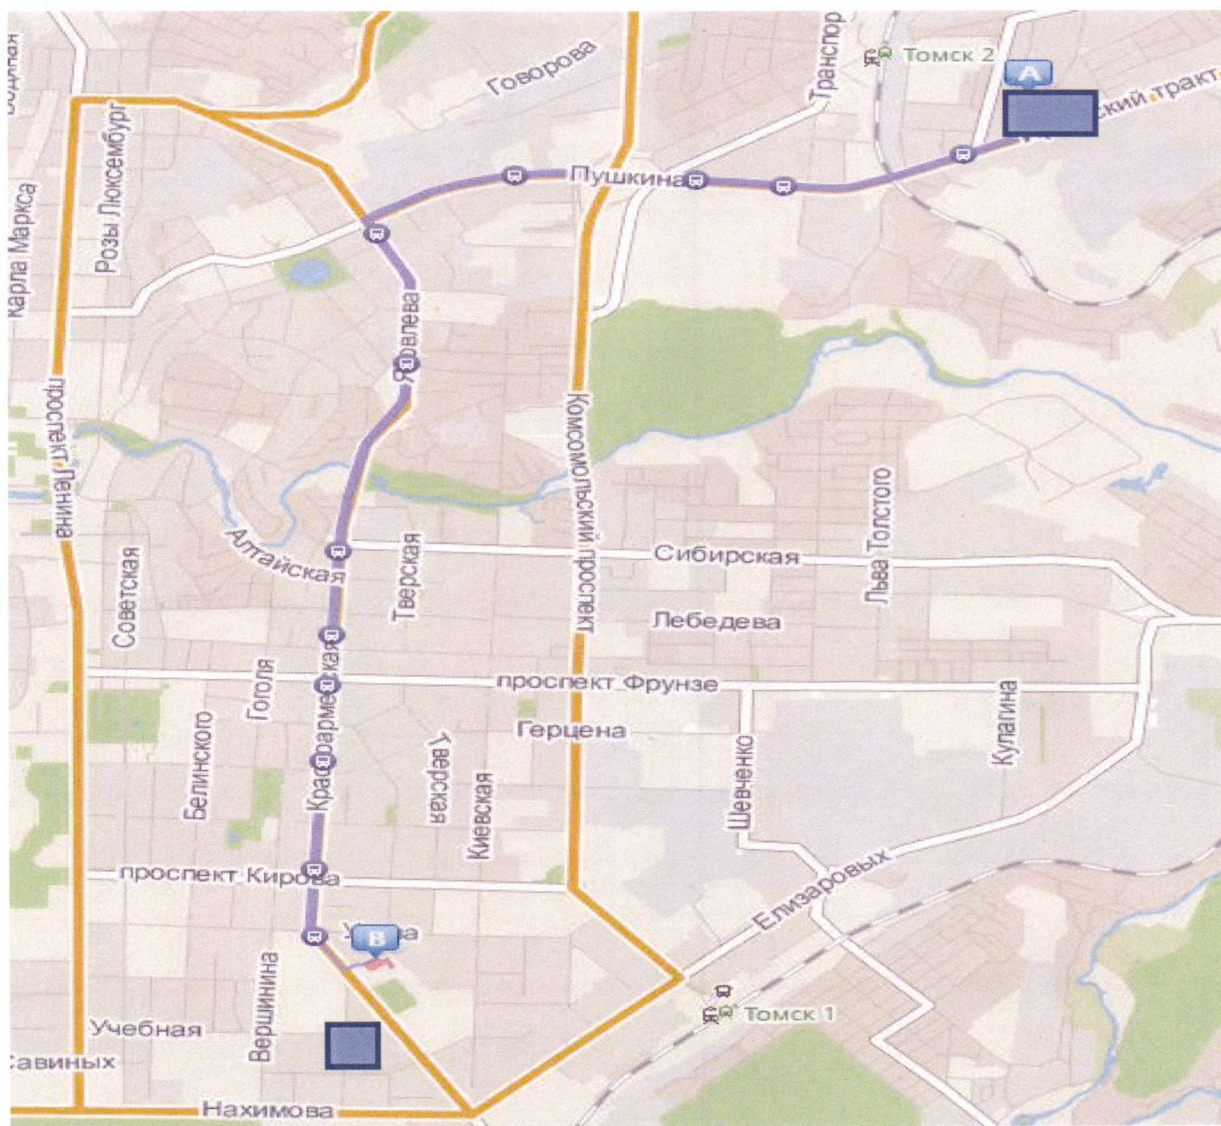 Говорова
Транспор
Томск 2
A
ский тракт
Розы Люксембург
Карла Маркса
Пушкина
Яковлева
проспект Ленина
Комсомольский проспект
Алтайская
Советская
Тверская
Сибирская
Льва Толстого
Лебедева
Гоголя
проспект Фрунзе
Белинского
Герцена
Кулагина
Тверская
Киевская
Шевченко
проспект Кирова
Елизаровых
B
Вершинина
Учебная
Томск 1
Савиных
Нахимова